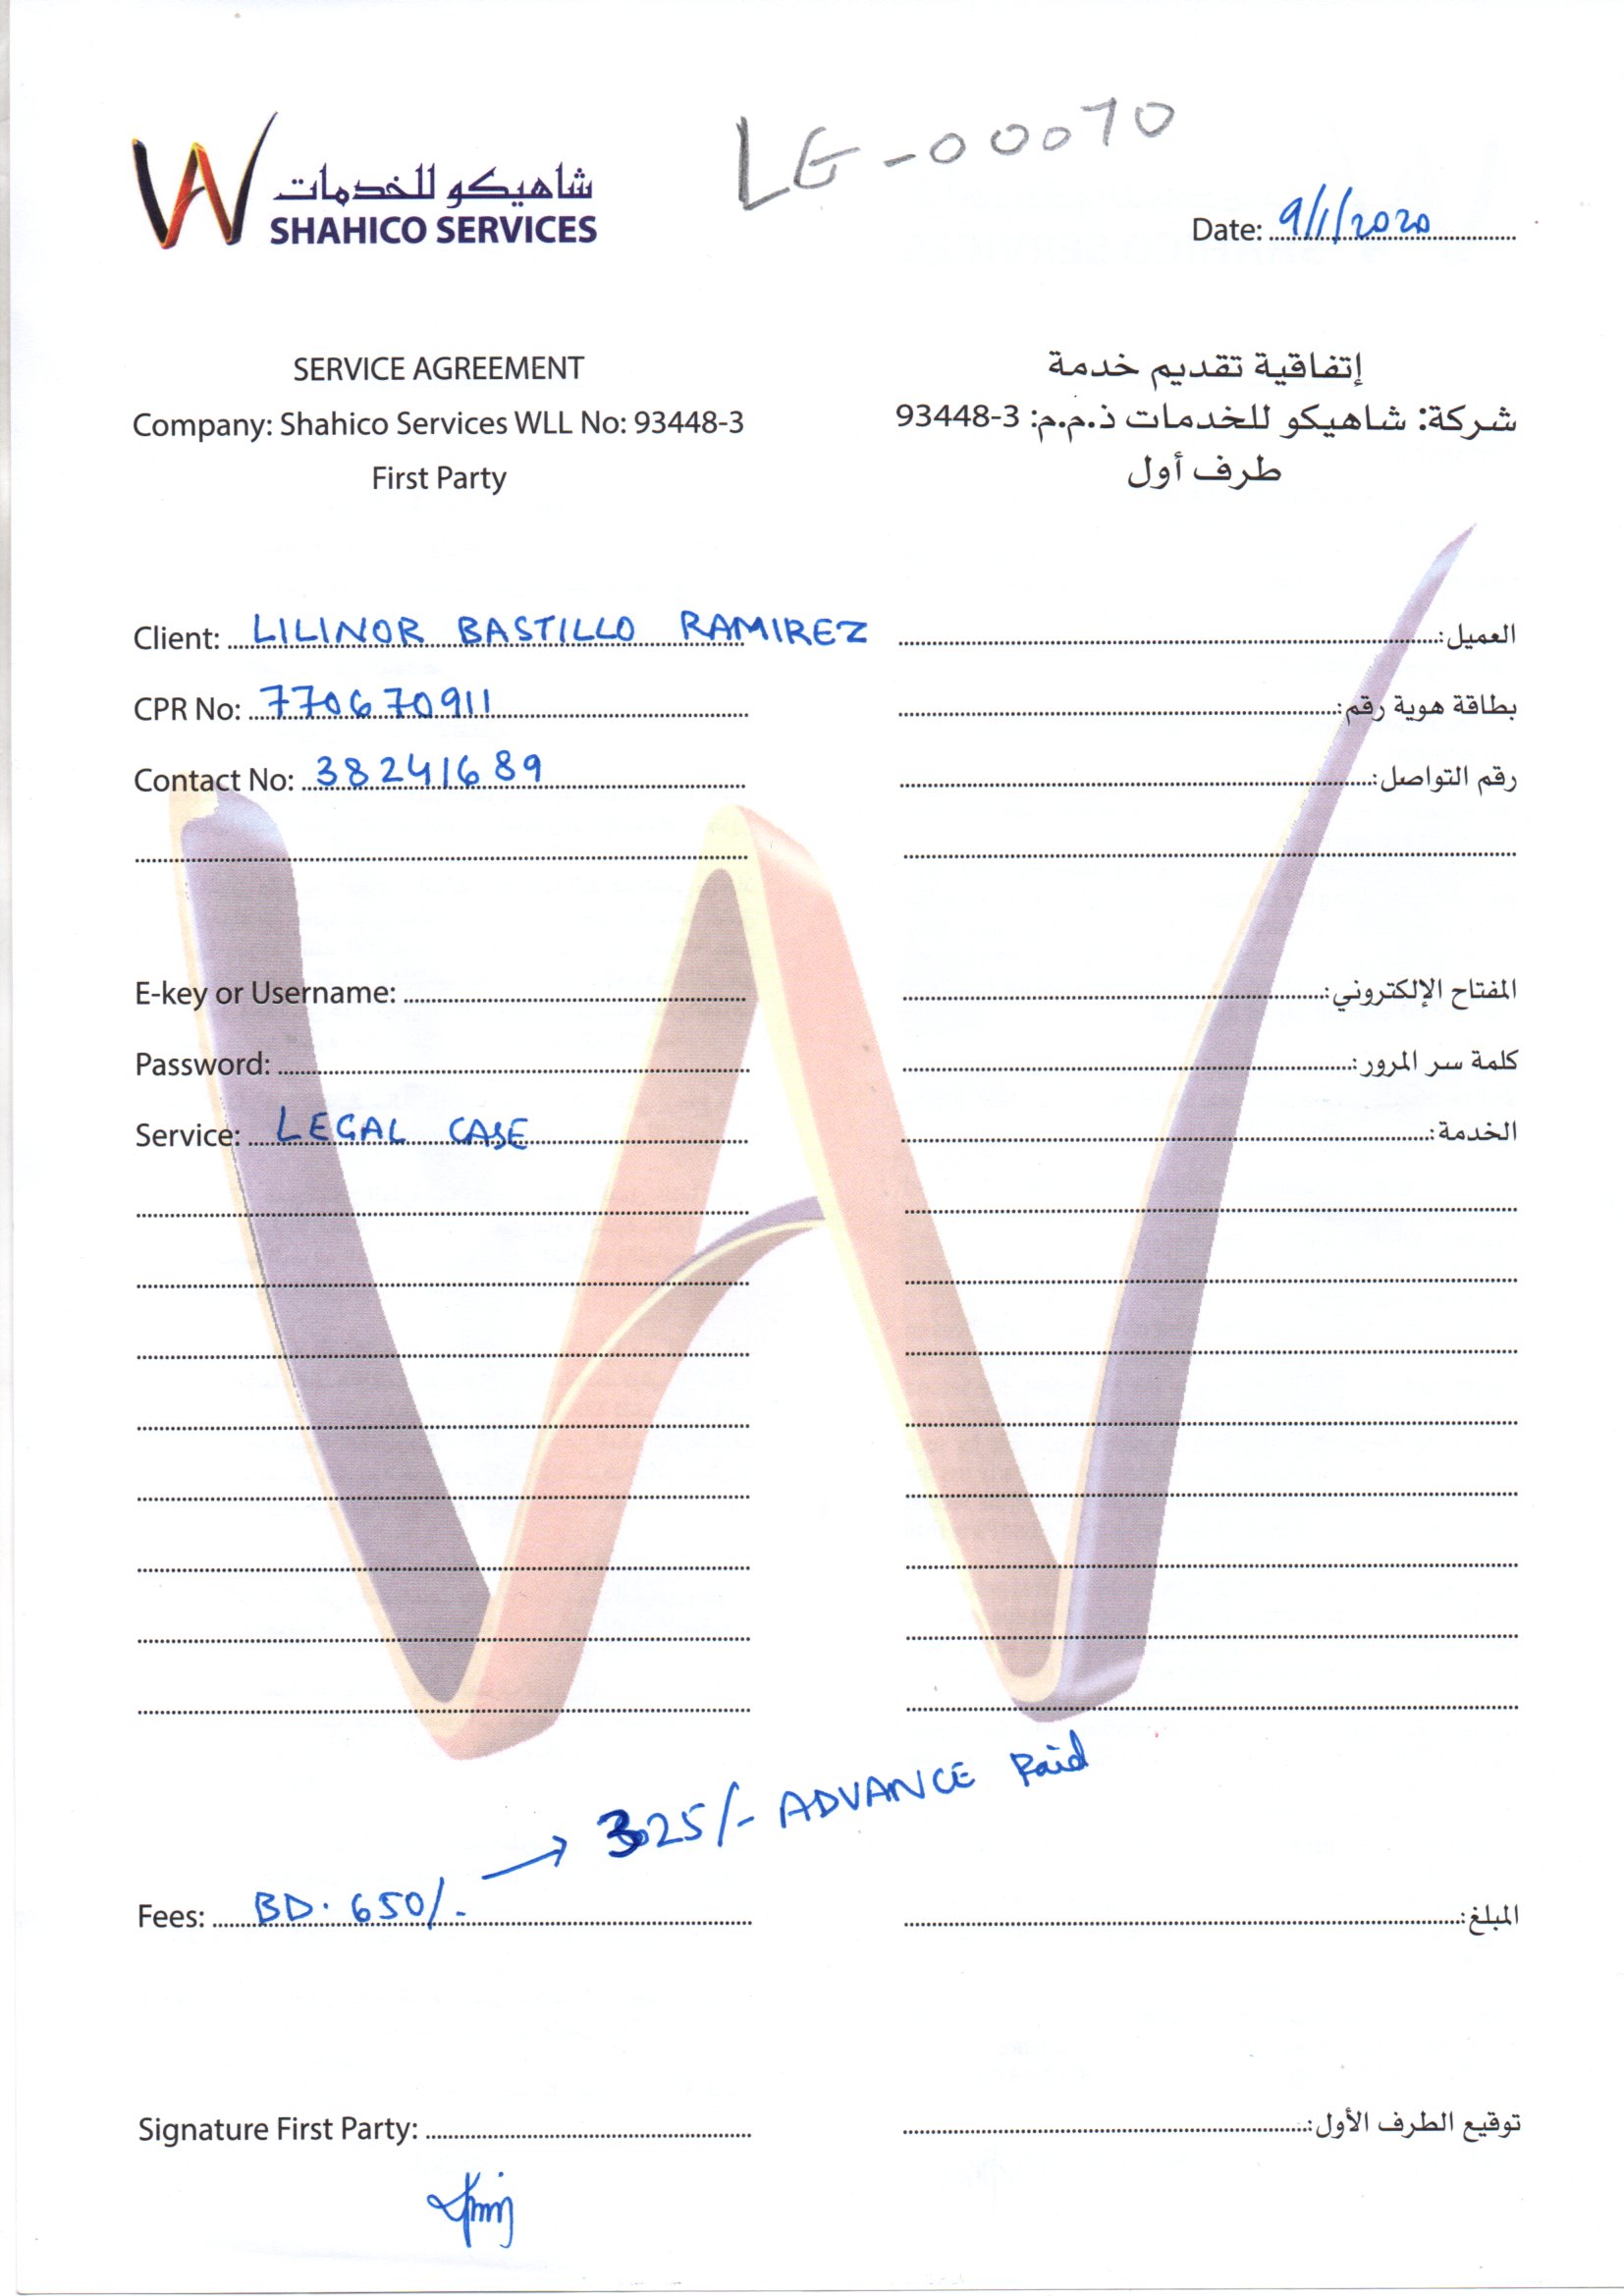 LE-00070
شاهيكو للخدمات
SHAHICO SERVICES
Date: 9/1/2020
SERVICE AGREEMENT
Company: Shahico Services WLL No: 93448-3
First Party
إتفاقية تقديم خدمة
شركة: شاهيكو للخدمات ذ.م.م: 3-93448
طرف أول
Client: LILINOR BASTILLO RAMIREZ
العميل:
CPR No: 770670911
بطاقة هوية رقم:
Contact No: 38241689
رقم التواصل:
E-key or Username:
المفتاح الإلكتروني:
Password:
كلمة سر المرور:
Service: LEGAL CASE
الخدمة:
→ 325/- ADVANCE Paid
Fees: BD. 650/-
المبلغ:
Signature First Party:
توقيع الطرف الأول: